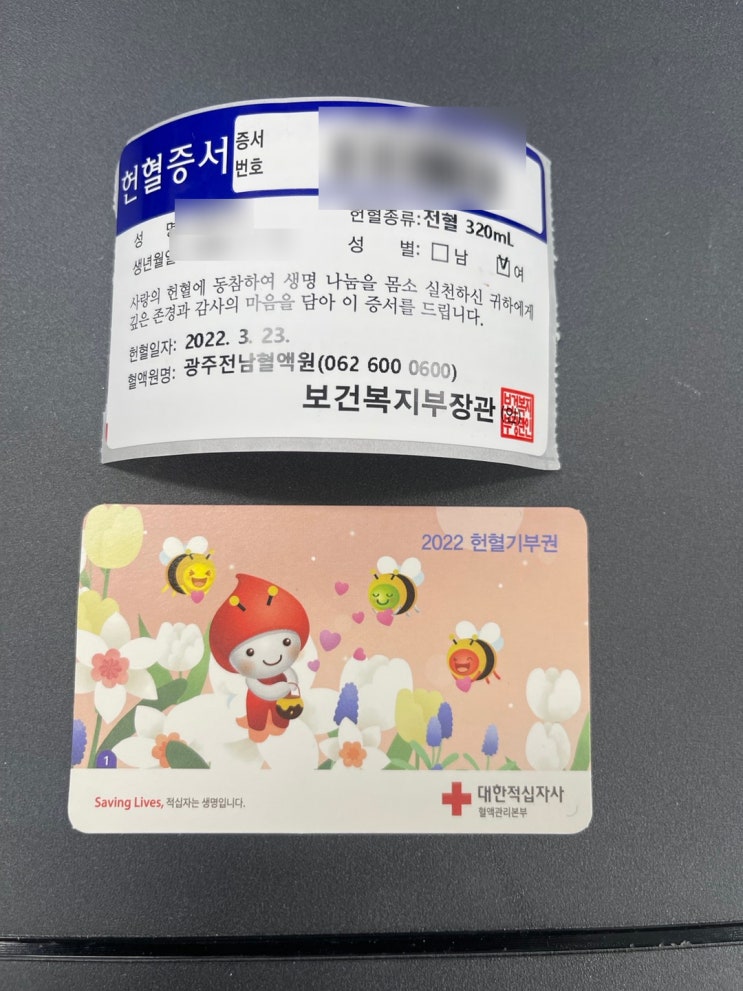 헌혈증서
증서
번호
성 명
헌혈종류: 전혈 320mL
생년월일
성 별: 남 여
사랑의 헌혈에 동참하여 생명 나눔을 몸소 실천하신 귀하에게
깊은 존경과 감사의 마음을 담아 이 증서를 드립니다.
헌혈일자: 2022. 3. 23.
혈액원명: 광주전남혈액원(062 600 0600)
보건복지부장관
2022 헌혈기부권
1
Saving Lives, 적십자는 생명입니다.
대한적십자사
혈액관리본부